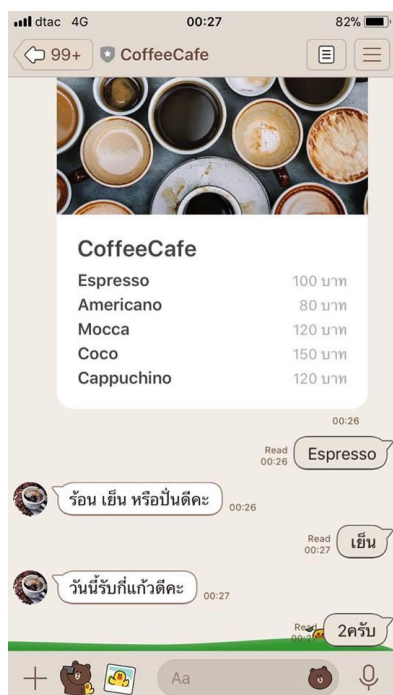 dtac 4G 00:27 82%
99+ CoffeeCafe
CoffeeCafe
Espresso 100 บาท
Americano 80 บาท
Mocca 120 บาท
Coco 150 บาท
Cappuchino 120 บาท
00:26
Read
00:26 Espresso
ร้อน เย็น หรือปั่นดีคะ 00:26
Read
00:27 เย็น
วันนี้รับกี่แก้วดีคะ 00:27
Read
2ครับ
Aa